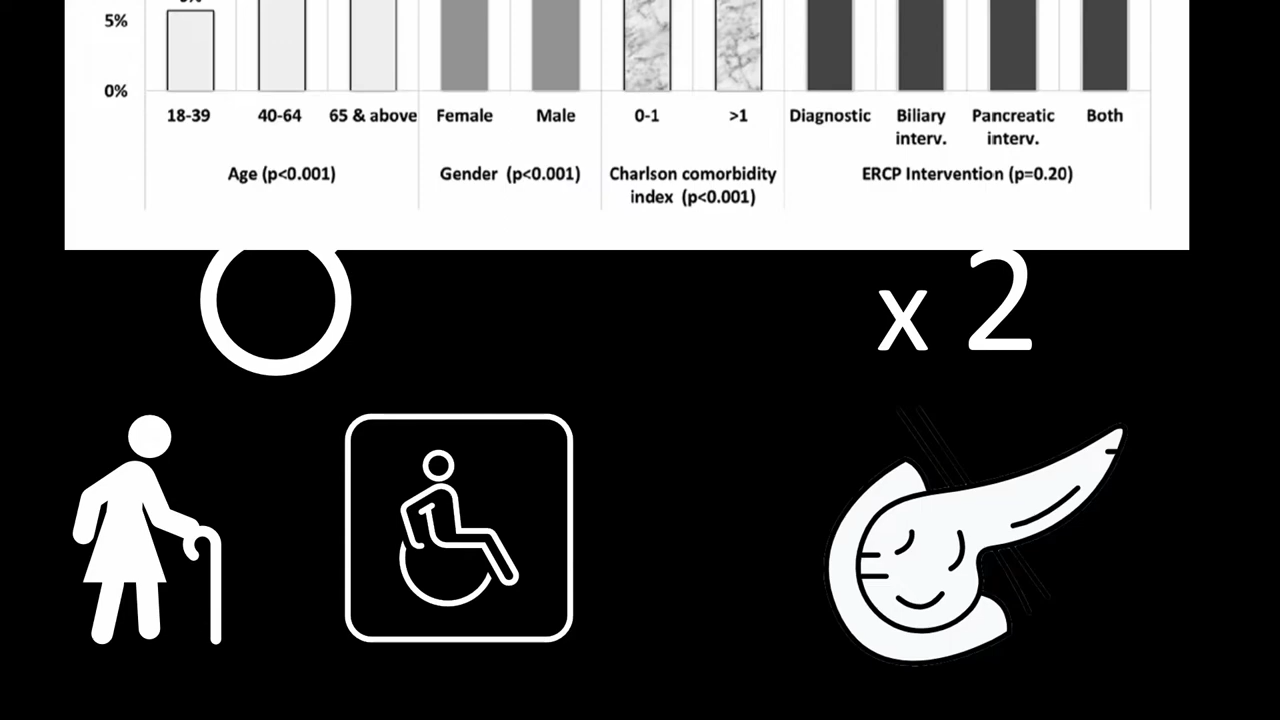 5%
0%
18-39 40-64 65 & above Female Male 0-1 >1 Diagnostic Biliary interv. Pancreatic interv. Both
Age (p<0.001) Gender (p<0.001) Charlson comorbidity index (p<0.001) ERCP Intervention (p=0.20)
x 2